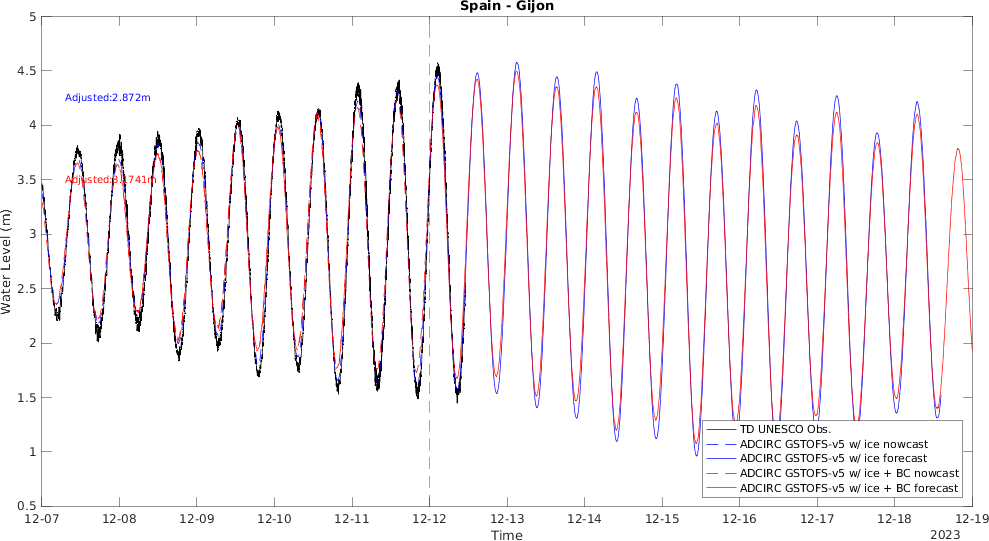 Spain - Gijon
5
4.5
4
3.5
3
2.5
2
1.5
1
0.5
Water Level (m)
Adjusted:2.872m
Adjusted:3.1741m
TD UNESCO Obs.
ADCIRC GSTOFS-v5 w/ ice nowcast
ADCIRC GSTOFS-v5 w/ ice forecast
ADCIRC GSTOFS-v5 w/ ice + BC nowcast
ADCIRC GSTOFS-v5 w/ ice + BC forecast
12-07 12-08 12-09 12-10 12-11 12-12 12-13 12-14 12-15 12-16 12-17 12-18 12-19
Time
2023